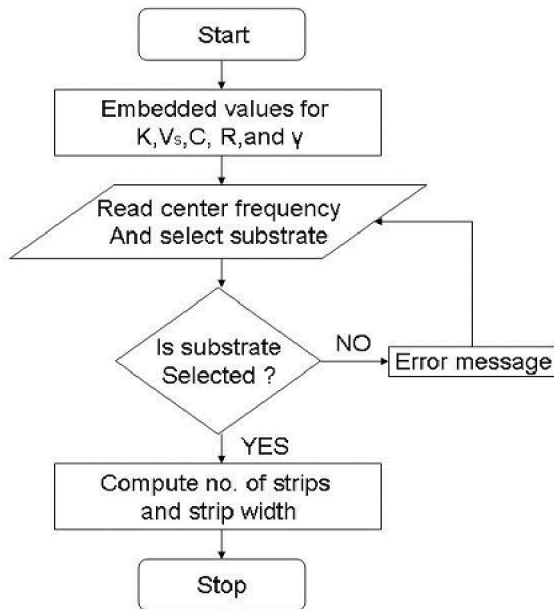 Start
Embedded values for
K,Vs,C, R,and γ
Read center frequency
And select substrate
Is substrate
Selected ?
NO
Error message
YES
Compute no. of strips
and strip width
Stop